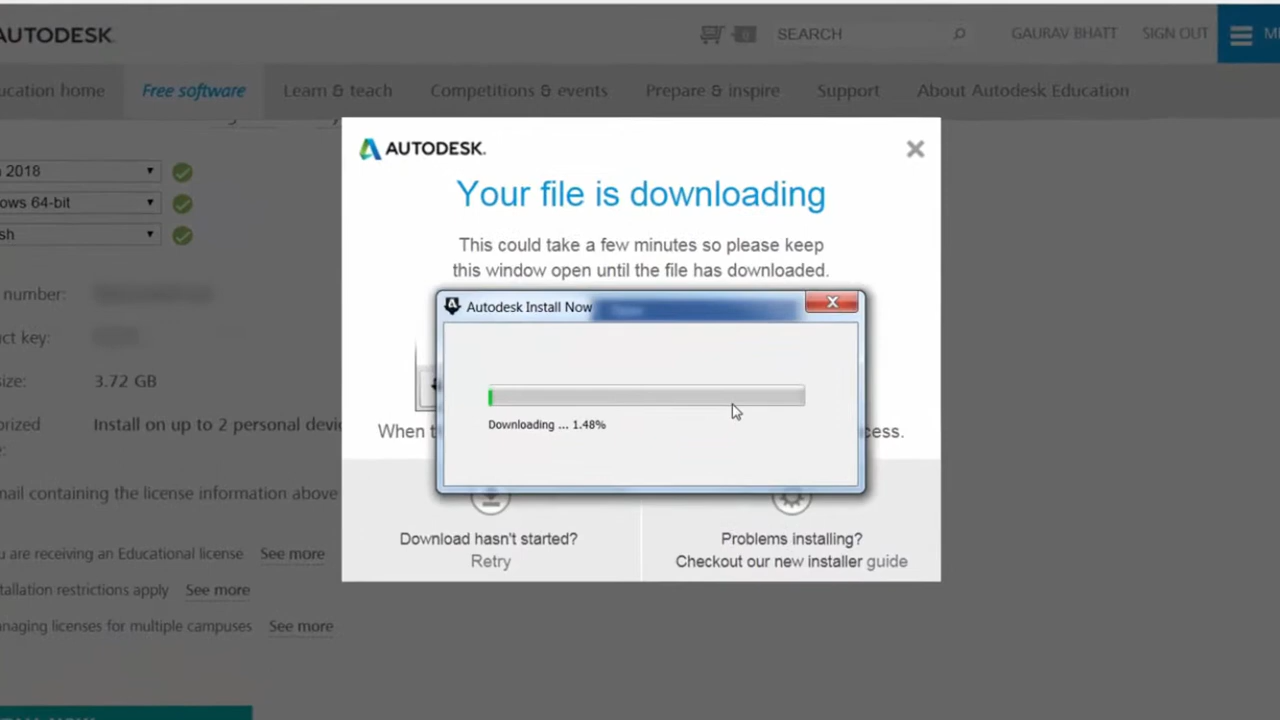 AUTODESK
0
SEARCH
GAURAV BHATT
SIGN OUT
ucation home
Free software
Learn & teach
Competitions & events
Prepare & inspire
Support
About Autodesk Education
2018
ows 64-bit
sh
number:
ct key:
size: 3.72 GB
orized Install on up to 2 personal devi
mail containing the license information above
u are receiving an Educational license See more
tallation restrictions apply See more
naging licenses for multiple campuses See more
AUTODESK.
Your file is downloading
This could take a few minutes so please keep
this window open until the file has downloaded.
Autodesk Install Now
Downloading ... 1.48%
When t
cess.
Download hasn't started?
Retry
Problems installing?
Checkout our new installer guide